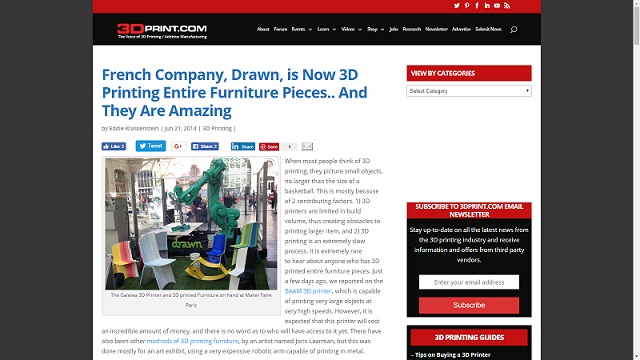 3DPRINT.COM
The Voice of 3D Printing / Additive Manufacturing
About Forum Events Learn Videos Shop Jobs Research Newsletter Advertise Submit News
French Company, Drawn, is Now 3D
Printing Entire Furniture Pieces.. And
They Are Amazing
by Eddie Krassenstein | Jun 21, 2014 | 3D Printing |
Like 2 Tweet Share 2 Share Save 6
When most people think of 3D
printing, they picture small objects,
no larger than the size of a
basketball. This is mostly because
of 2 contributing factors. 1) 3D
printers are limited in build
volume, thus creating obstacles to
printing larger item, and 2) 3D
printing is an extremely slow
process. It is extremely rare
to hear about anyone who has 3D
printed entire furniture pieces. Just
a few days ago, we reported on the
BAAM 3D printer, which is capable
of printing very large objects at
very high speeds. However, it is
expected that this printer will cost
an incredible amount of money, and there is no word as to who will have access to it yet. There
have also been other methods of 3D printing furniture, by an artist named Joris Laarman, but this was
done mostly for an art exhibit, using a very expensive robotic arm capable of printing in metal.
drawn
The Galatea 3D Printer and 3D printed Furniture on hand at Maker Faire
Paris
VIEW BY CATEGORIES
Select Category
SUBSCRIBE TO 3DPRINT.COM EMAIL
NEWSLETTER
Stay up-to-date on all the latest news from
the 3D printing industry and receive
information and offers from third party
vendors.
Enter your email address
Subscribe
3D PRINTING GUIDES
– Tips on Buying a 3D Printer